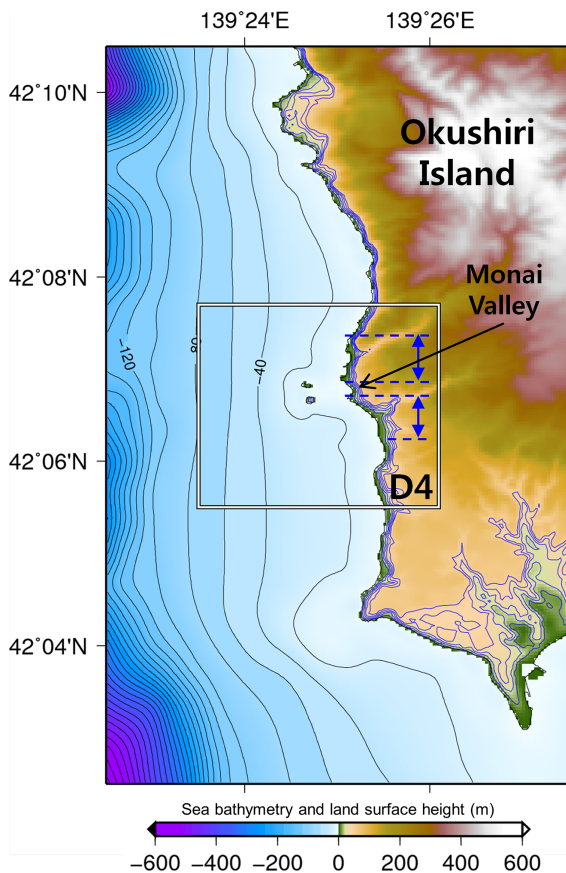 139°24'E
139°26'E
42°10'N
Okushiri
Island
42°08'N
Monai
Valley
−120
80
−40
42°06'N
D4
42°04'N
Sea bathymetry and land surface height (m)
−600 −400 −200 0 200 400 600